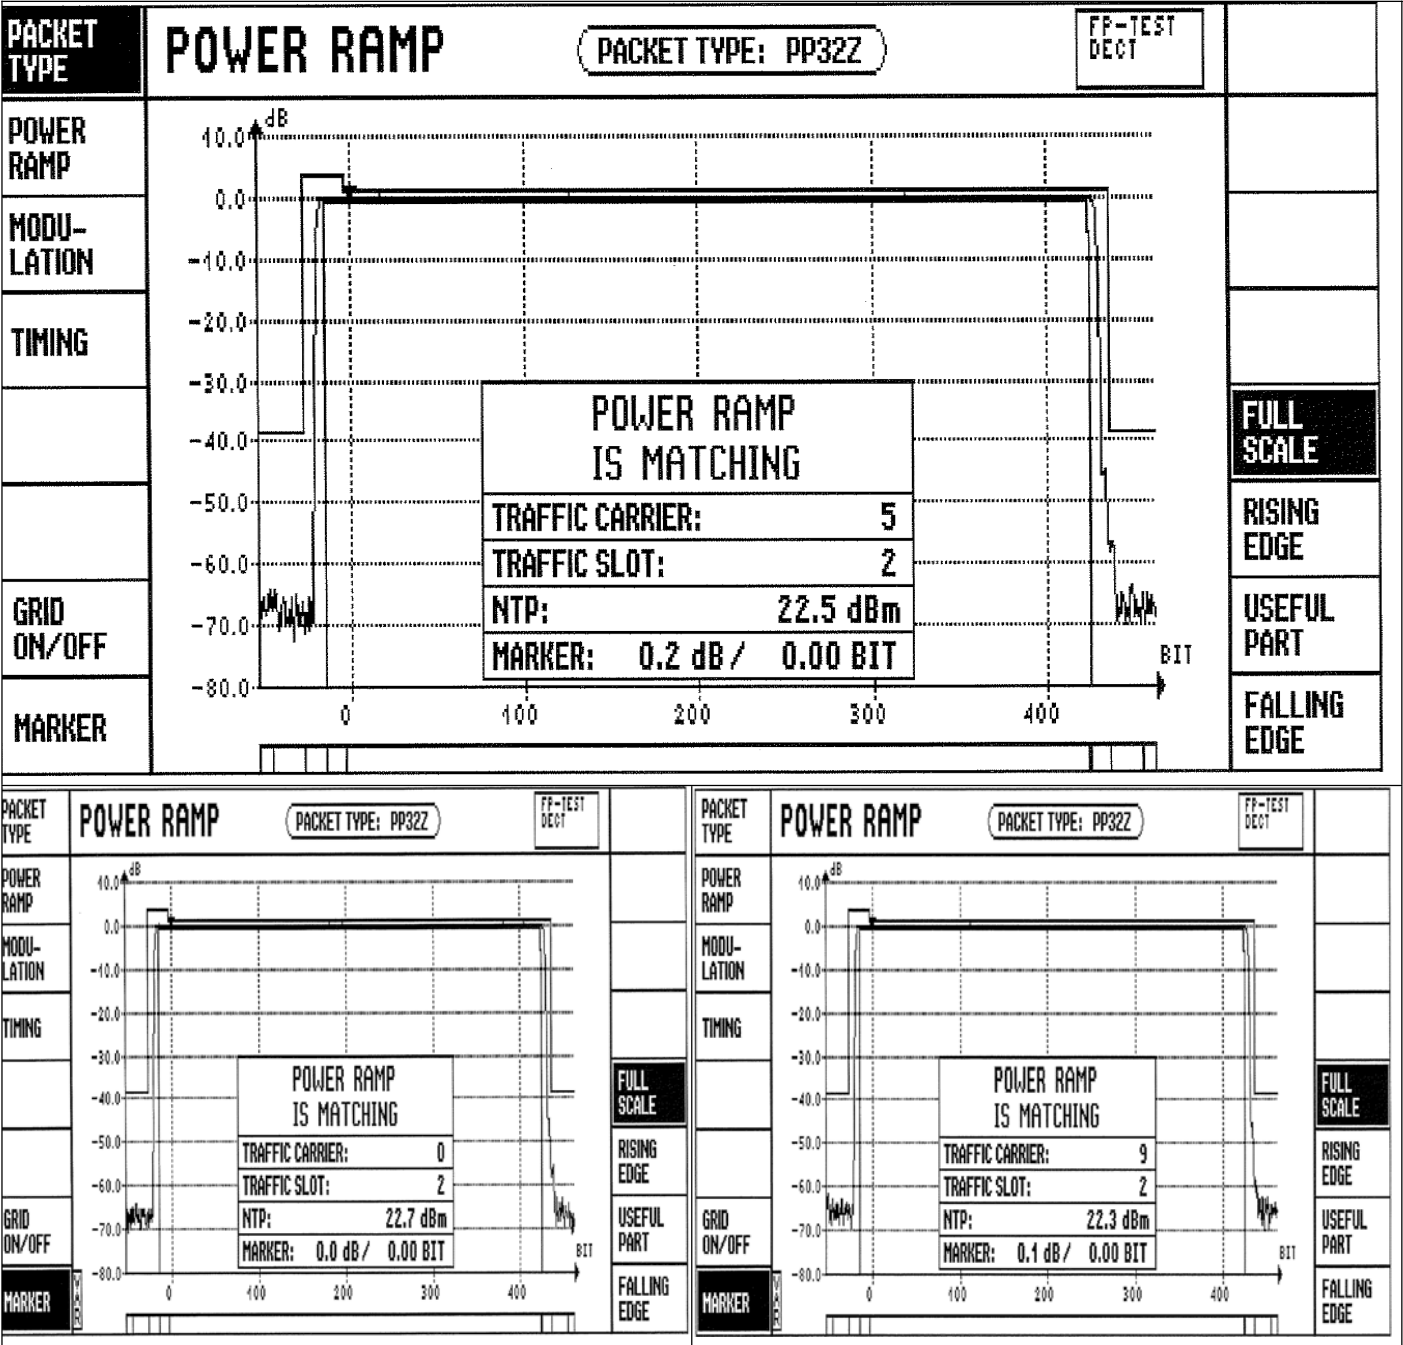 PACKET
TYPE
POWER RAMP
PACKET TYPE: PP32Z
FP-TEST
DECT
POWER
RAMP
MODU-
LATION
TIMING
GRID
ON/OFF
MARKER
dB
10.0
0.0
-10.0
-20.0
-30.0
-40.0
-50.0
-60.0
-70.0
-80.0
POWER RAMP
IS MATCHING
TRAFFIC CARRIER: 5
TRAFFIC SLOT: 2
NTP: 22.5 dBm
MARKER: 0.2 dB / 0.00 BIT
BIT
0 100 200 300 400
FULL
SCALE
RISING
EDGE
USEFUL
PART
FALLING
EDGE
PACKET
TYPE
POWER RAMP
PACKET TYPE: PP32Z
FP-TEST
DECT
POWER
RAMP
MODU-
LATION
TIMING
GRID
ON/OFF
MARKER
VAR
dB
10.0
0.0
-10.0
-20.0
-30.0
-40.0
-50.0
-60.0
-70.0
-80.0
POWER RAMP
IS MATCHING
TRAFFIC CARRIER: 0
TRAFFIC SLOT: 2
NTP: 22.7 dBm
MARKER: 0.0 dB / 0.00 BIT
BIT
0 100 200 300 400
FULL
SCALE
RISING
EDGE
USEFUL
PART
FALLING
EDGE
PACKET
TYPE
POWER RAMP
PACKET TYPE: PP32Z
FP-TEST
DECT
POWER
RAMP
MODU-
LATION
TIMING
GRID
ON/OFF
MARKER
VAR
dB
10.0
0.0
-10.0
-20.0
-30.0
-40.0
-50.0
-60.0
-70.0
-80.0
POWER RAMP
IS MATCHING
TRAFFIC CARRIER: 9
TRAFFIC SLOT: 2
NTP: 22.3 dBm
MARKER: 0.1 dB / 0.00 BIT
BIT
0 100 200 300 400
FULL
SCALE
RISING
EDGE
USEFUL
PART
FALLING
EDGE